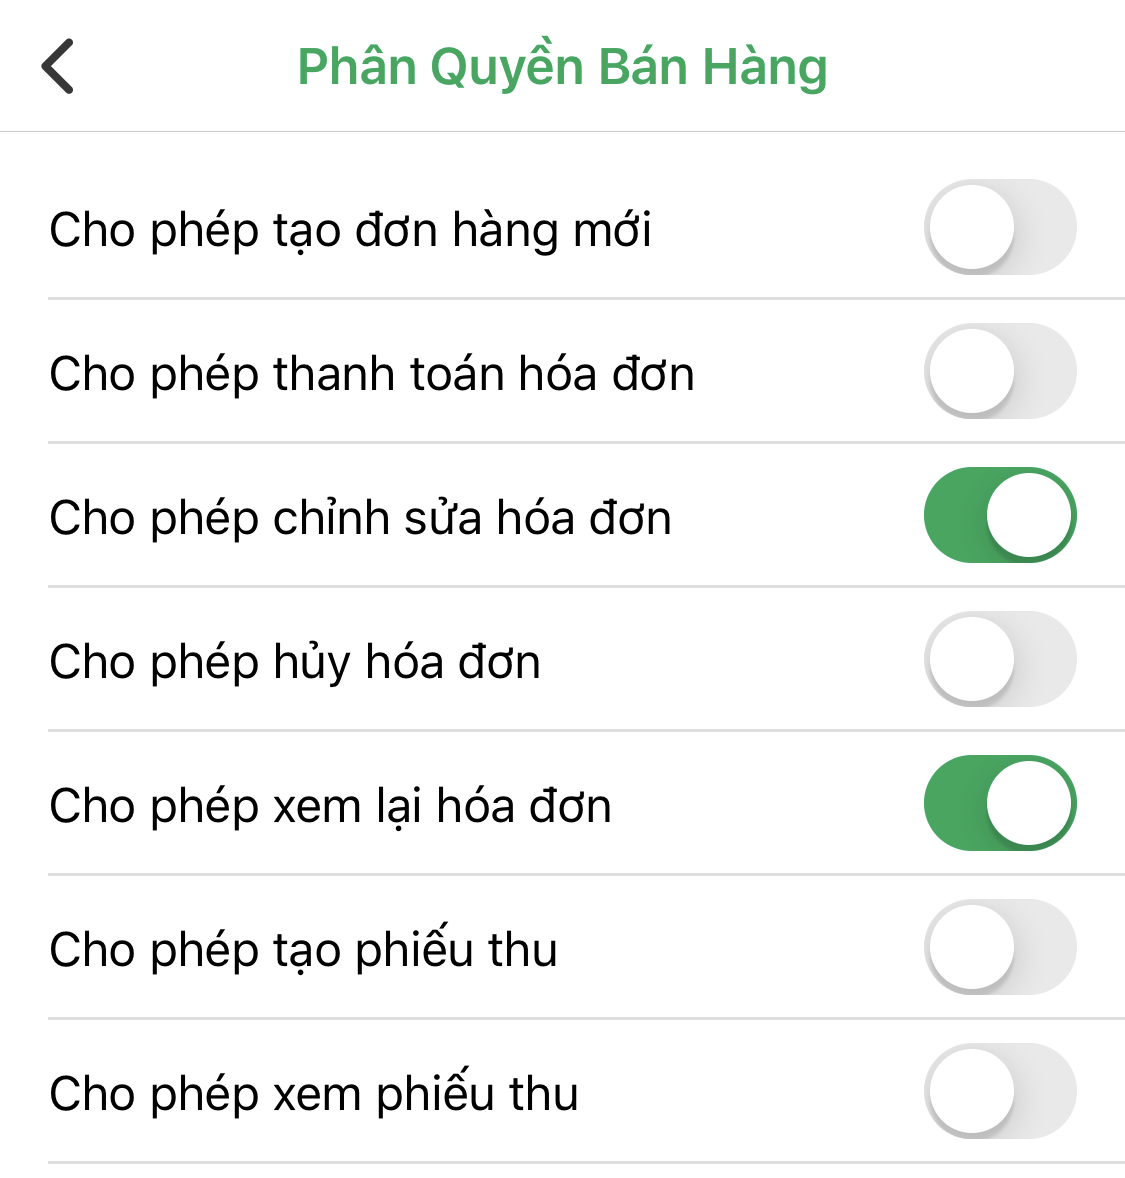 Phân Quyền Bán Hàng
Cho phép tạo đơn hàng mới
Cho phép thanh toán hóa đơn
Cho phép chỉnh sửa hóa đơn
Cho phép hủy hóa đơn
Cho phép xem lại hóa đơn
Cho phép tạo phiếu thu
Cho phép xem phiếu thu